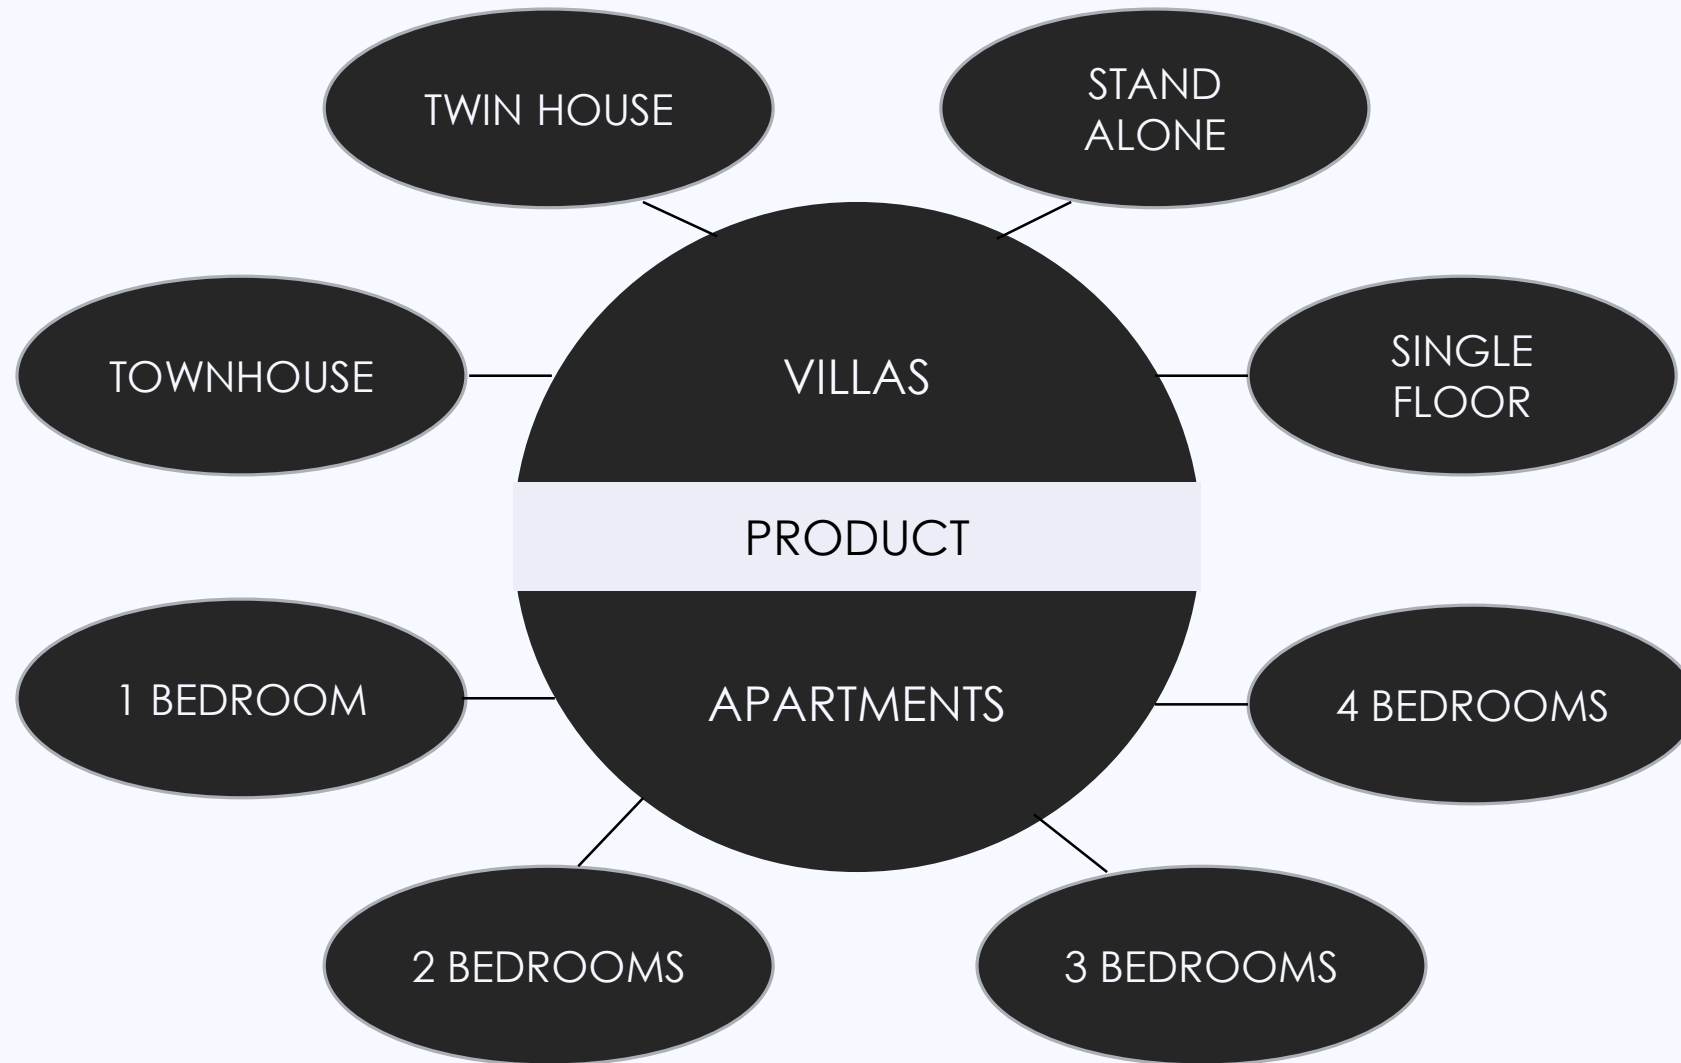 TWIN HOUSE
STAND
ALONE
TOWNHOUSE
VILLAS
SINGLE
FLOOR
PRODUCT
1 BEDROOM
APARTMENTS
4 BEDROOMS
2 BEDROOMS
3 BEDROOMS